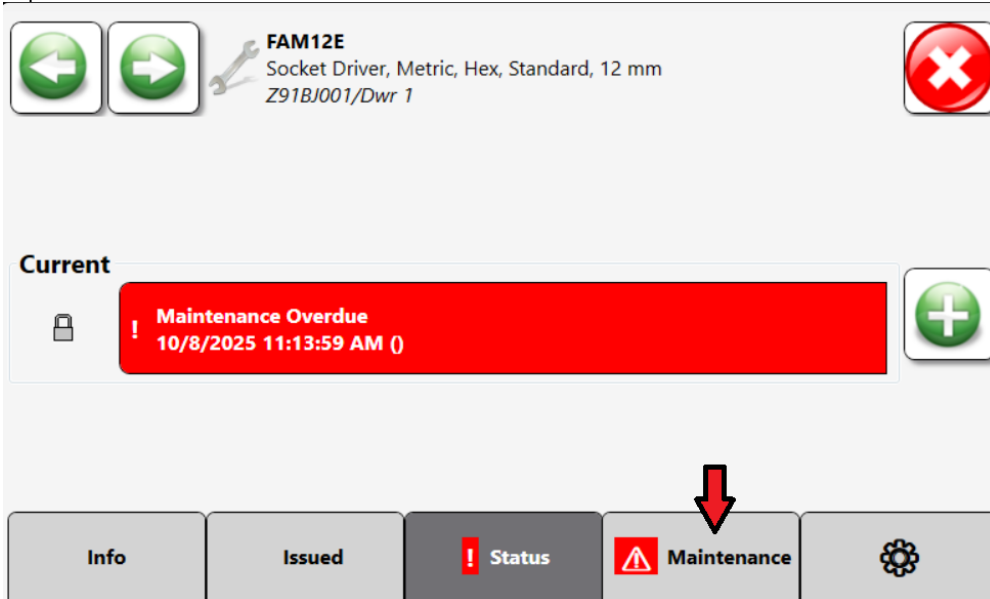 FAM12E
Socket Driver, Metric, Hex, Standard, 12 mm
Z91BJ001/Dwr 1
Current
! Maintenance Overdue
10/8/2025 11:13:59 AM ()
Info
Issued
! Status
! Maintenance